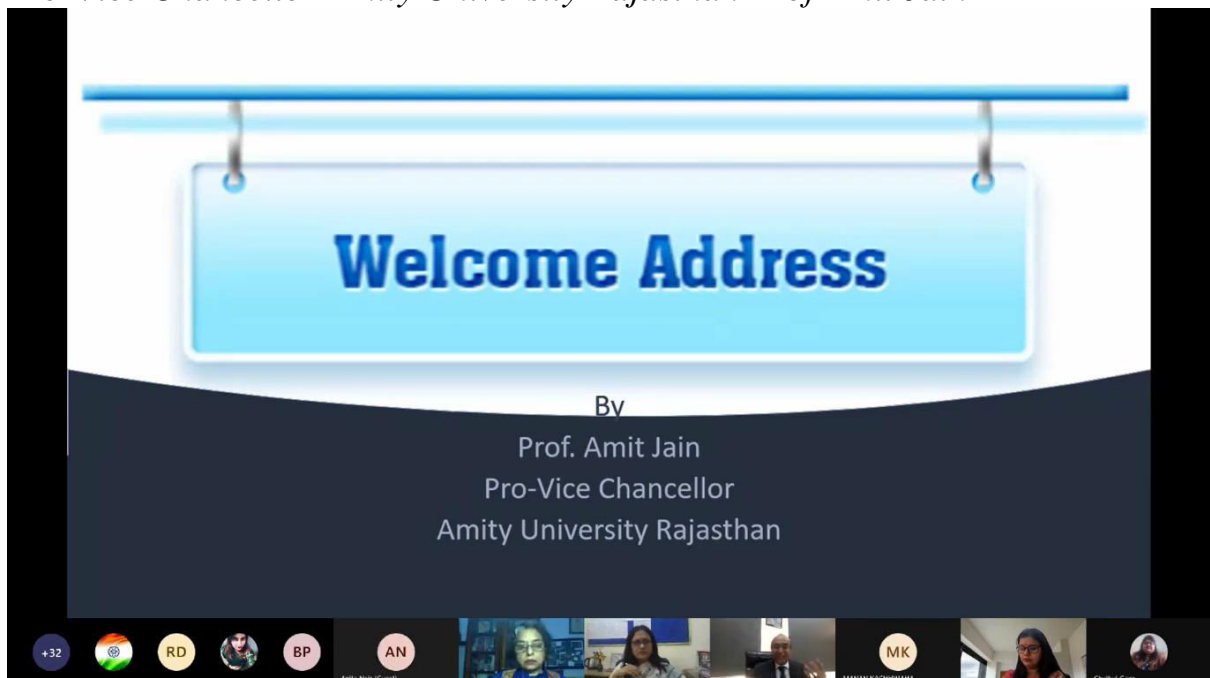 Welcome Address
By
Prof. Amit Jain
Pro-Vice Chancellor
Amity University Rajasthan
+32
RD
BP
AN
MK